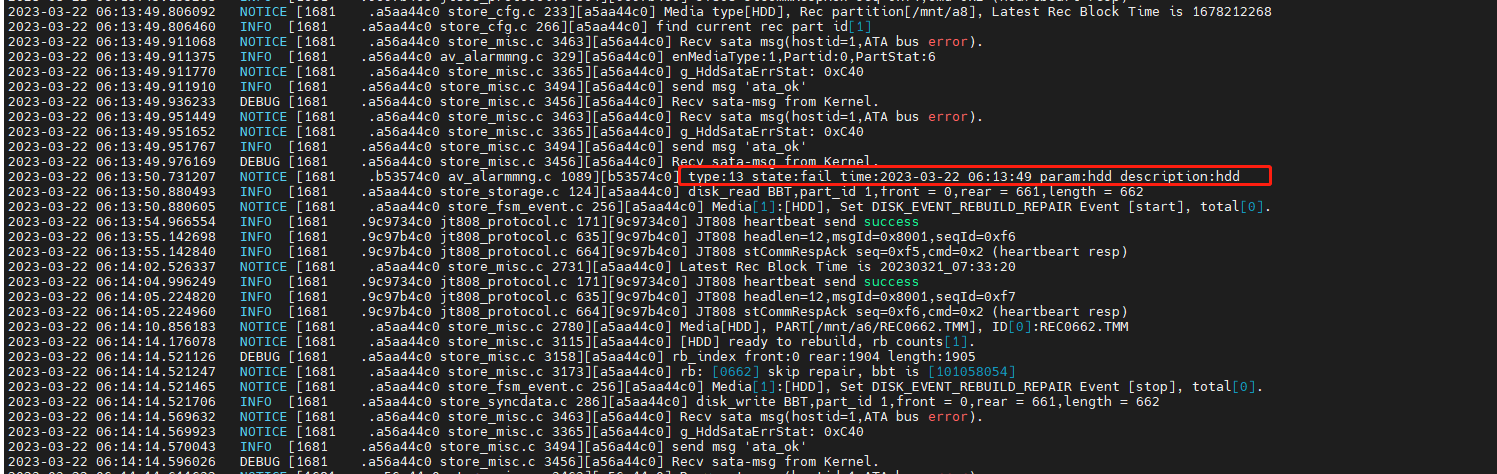 2023-03-22 06:13:49.806092 NOTICE [1681 .a5aa44c0 store_cfg.c 233][a5aa44c0] Media type[HDD], Rec partition[/mnt/a8], Latest Rec Block Time is 1678212268
2023-03-22 06:13:49.806460 INFO [1681 .a5aa44c0 store_cfg.c 266][a5aa44c0] find current rec part id[1]
2023-03-22 06:13:49.911068 NOTICE [1681 .a56a44c0 store_misc.c 3463][a56a44c0] Recv sata msg(hostid=1,ATA bus error).
2023-03-22 06:13:49.911375 INFO [1681 .a56a44c0 av_alarmmng.c 329][a56a44c0] enMediaType:1,Partid:0,PartStat:6
2023-03-22 06:13:49.911770 NOTICE [1681 .a56a44c0 store_misc.c 3365][a56a44c0] g_HddSataErrStat: 0xC40
2023-03-22 06:13:49.911910 INFO [1681 .a56a44c0 store_misc.c 3494][a56a44c0] send msg 'ata_ok'
2023-03-22 06:13:49.936233 DEBUG [1681 .a56a44c0 store_misc.c 3456][a56a44c0] Recv sata-msg from Kernel.
2023-03-22 06:13:49.951449 NOTICE [1681 .a56a44c0 store_misc.c 3463][a56a44c0] Recv sata msg(hostid=1,ATA bus error).
2023-03-22 06:13:49.951652 NOTICE [1681 .a56a44c0 store_misc.c 3365][a56a44c0] g_HddSataErrStat: 0xC40
2023-03-22 06:13:49.951767 INFO [1681 .a56a44c0 store_misc.c 3494][a56a44c0] send msg 'ata_ok'
2023-03-22 06:13:49.976169 DEBUG [1681 .a56a44c0 store_misc.c 3456][a56a44c0] Recv sata-msg from Kernel.
2023-03-22 06:13:50.731207 NOTICE [1681 .b53574c0 av_alarmmng.c 1089][b53574c0] type:13 state:fail time:2023-03-22 06:13:49 param:hdd description:hdd
2023-03-22 06:13:50.880493 INFO [1681 .a5aa44c0 store_storage.c 124][a5aa44c0] disk_read BBT,part_id 1,front = 0,rear = 661,length = 662
2023-03-22 06:13:50.880605 NOTICE [1681 .a5aa44c0 store_fsm_event.c 256][a5aa44c0] Media[1]:[HDD], Set DISK_EVENT_REBUILD_REPAIR Event [start], total[0].
2023-03-22 06:13:54.966554 INFO [1681 .9c9734c0 jt808_protocol.c 171][9c9734c0] JT808 heartbeat send success
2023-03-22 06:13:55.142698 INFO [1681 .9c97b4c0 jt808_protocol.c 635][9c97b4c0] JT808 headlen=12,msgId=0x8001,seqId=0xf6
2023-03-22 06:13:55.142840 INFO [1681 .9c97b4c0 jt808_protocol.c 664][9c97b4c0] JT808 stCommRespAck seq=0xf5,cmd=0x2 (heartbeart resp)
2023-03-22 06:14:02.526337 NOTICE [1681 .a5aa44c0 store_misc.c 2731][a5aa44c0] Latest Rec Block Time is 20230321_07:33:20
2023-03-22 06:14:04.996249 INFO [1681 .9c9734c0 jt808_protocol.c 171][9c9734c0] JT808 heartbeat send success
2023-03-22 06:14:05.224820 INFO [1681 .9c97b4c0 jt808_protocol.c 635][9c97b4c0] JT808 headlen=12,msgId=0x8001,seqId=0xf7
2023-03-22 06:14:05.224960 INFO [1681 .9c97b4c0 jt808_protocol.c 664][9c97b4c0] JT808 stCommRespAck seq=0xf6,cmd=0x2 (heartbeart resp)
2023-03-22 06:14:10.856183 NOTICE [1681 .a5aa44c0 store_misc.c 2780][a5aa44c0] Media[HDD], PART[/mnt/a6/REC0662.TMM], ID[0]:REC0662.TMM
2023-03-22 06:14:14.176078 NOTICE [1681 .a5aa44c0 store_misc.c 3115][a5aa44c0] [HDD] ready to rebuild, rb counts[1].
2023-03-22 06:14:14.521126 DEBUG [1681 .a5aa44c0 store_misc.c 3158][a5aa44c0] rb_index front:0 rear:1904 length:1905
2023-03-22 06:14:14.521247 NOTICE [1681 .a5aa44c0 store_misc.c 3173][a5aa44c0] rb: [0662] skip repair, bbt is [101058054]
2023-03-22 06:14:14.521465 NOTICE [1681 .a5aa44c0 store_fsm_event.c 256][a5aa44c0] Media[1]:[HDD], Set DISK_EVENT_REBUILD_REPAIR Event [stop], total[0].
2023-03-22 06:14:14.521706 INFO [1681 .a5aa44c0 store_syncdata.c 286][a5aa44c0] disk_write BBT,part_id 1,front = 0,rear = 661,length = 662
2023-03-22 06:14:14.569632 NOTICE [1681 .a56a44c0 store_misc.c 3463][a56a44c0] Recv sata msg(hostid=1,ATA bus error).
2023-03-22 06:14:14.569923 NOTICE [1681 .a56a44c0 store_misc.c 3365][a56a44c0] g_HddSataErrStat: 0xC40
2023-03-22 06:14:14.570043 INFO [1681 .a56a44c0 store_misc.c 3494][a56a44c0] send msg 'ata_ok'
2023-03-22 06:14:14.596026 DEBUG [1681 .a56a44c0 store_misc.c 3456][a56a44c0] Recv sata-msg from Kernel.